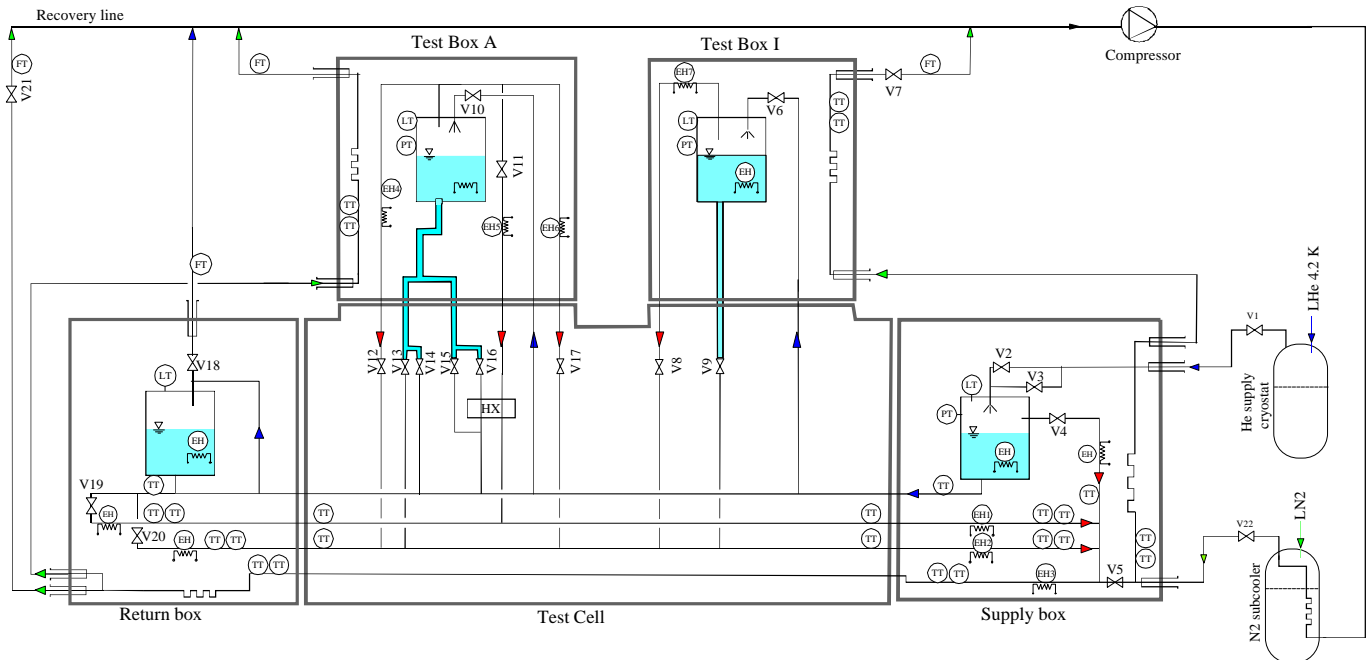 Recovery line
Test Box A
Test Box I
Compressor
FT
FT
FT
FT
V21
V7
V10
V6
EH7
LT
PT
LT
PT
V11
EH
TT
TT
TT
TT
EH4
EH5
EH6
LHe 4.2 K
V1
He supply
cryostat
V12
V13
V14
V15
V16
V17
V8
V9
HX
V18
LT
EH
V2
V3
LT
PT
V4
EH
EH
V19
TT
TT
TT
EH
TT
TT
TT
TT
EH1
TT
TT
V20
EH
TT
TT
TT
TT
EH2
TT
TT
TT
TT
TT
TT
TT
TT
EH3
V5
V22
LN2
N2 subcooler
Return box
Test Cell
Supply box